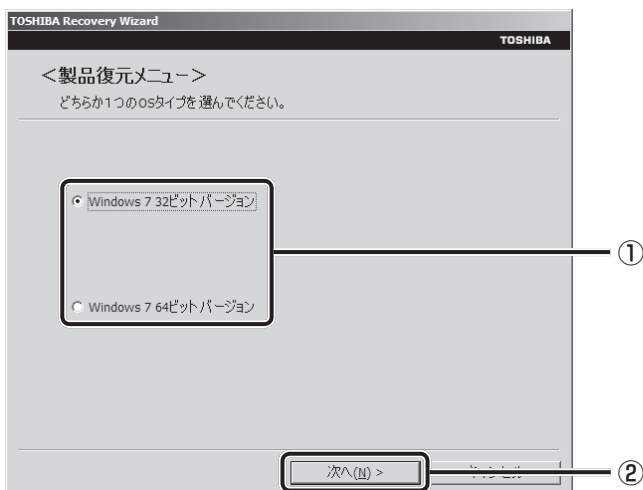 TOSHIBA Recovery Wizard
TOSHIBA
＜製品復元メニュー＞
どちらか1つのOSタイプを選んでください。
Windows 7 32ビットバージョン
①
Windows 7 64ビットバージョン
次へ(N) >
②